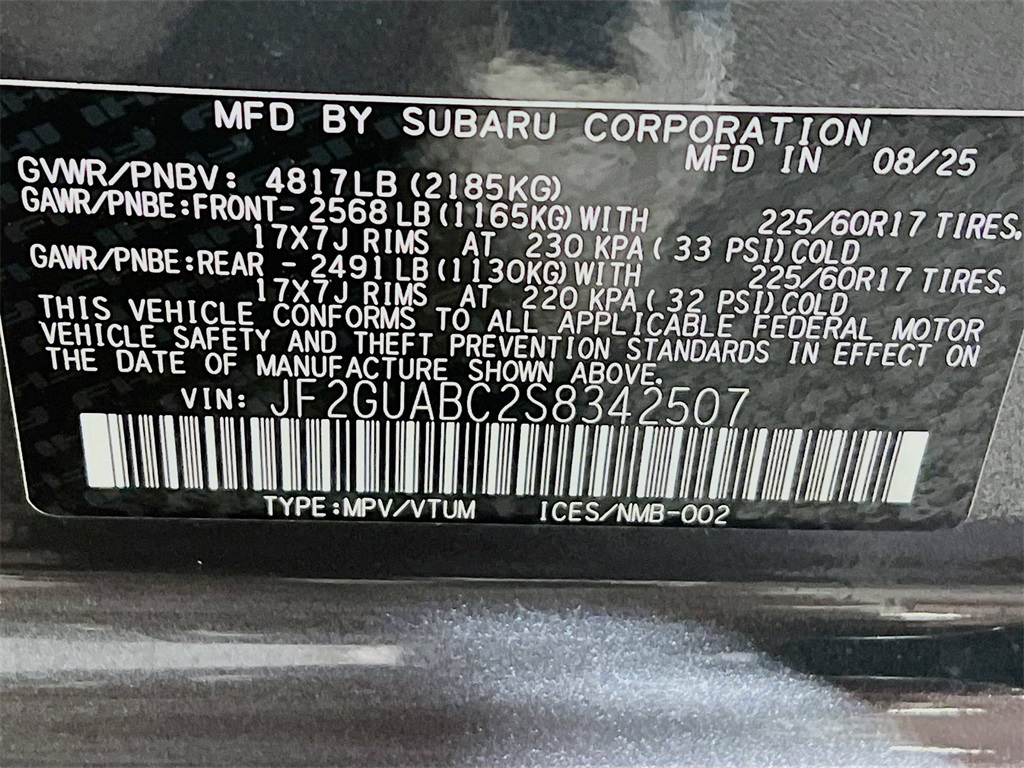 MFD BY SUBARU CORPORATION
MFD IN 08/25
GVWR/PNBV: 4817LB (2185KG)
GAWR/PNBE:FRONT- 2568 LB (1165KG) WITH 225/60R17 TIRES,
17X7J RIMS AT 230 KPA ( 33 PSI) COLD
GAWR/PNBE:REAR - 2491 LB (1130KG) WITH 225/60R17 TIRES,
17X7J RIMS AT 220 KPA ( 32 PSI) COLD
THIS VEHICLE CONFORMS TO ALL APPLICABLE FEDERAL MOTOR
VEHICLE SAFETY AND THEFT PREVENTION STANDARDS IN EFFECT ON
THE DATE OF MANUFACTURE SHOWN ABOVE.
VIN: JF2GUABC2S8342507
TYPE:MPV/VTUM ICES/NMB-002